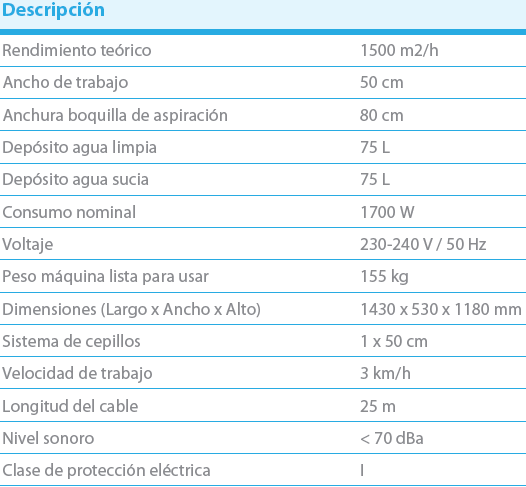 Descripción
Rendimiento teórico 1500 m2/h
Ancho de trabajo 50 cm
Anchura boquilla de aspiración 80 cm
Depósito agua limpia 75 L
Depósito agua sucia 75 L
Consumo nominal 1700 W
Voltaje 230-240 V / 50 Hz
Peso máquina lista para usar 155 kg
Dimensiones (Largo x Ancho x Alto) 1430 x 530 x 1180 mm
Sistema de cepillos 1 x 50 cm
Velocidad de trabajo 3 km/h
Longitud del cable 25 m
Nivel sonoro < 70 dBa
Clase de protección eléctrica I